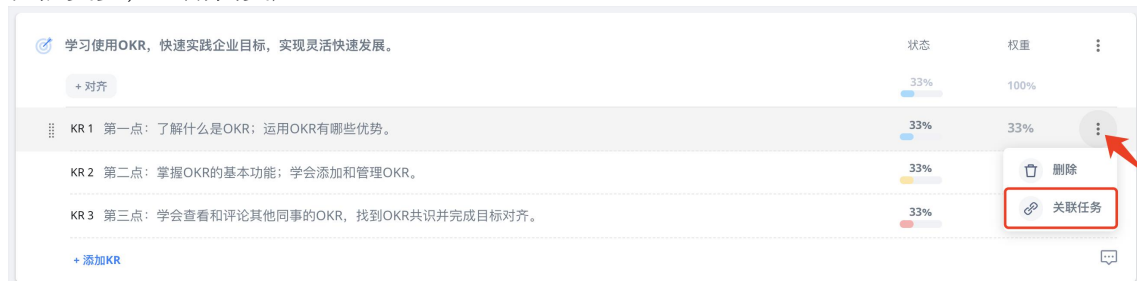 学习使用OKR，快速实践企业目标，实现灵活快速发展。 状态 权重
+ 对齐 33% 100%
KR 1 第一点：了解什么是OKR；运用OKR有哪些优势。 33% 33%
KR 2 第二点：掌握OKR的基本功能；学会添加和管理OKR。 33% 删除
KR 3 第三点：学会查看和评论其他同事的OKR，找到OKR共识并完成目标对齐。 33% 关联任务
+ 添加KR